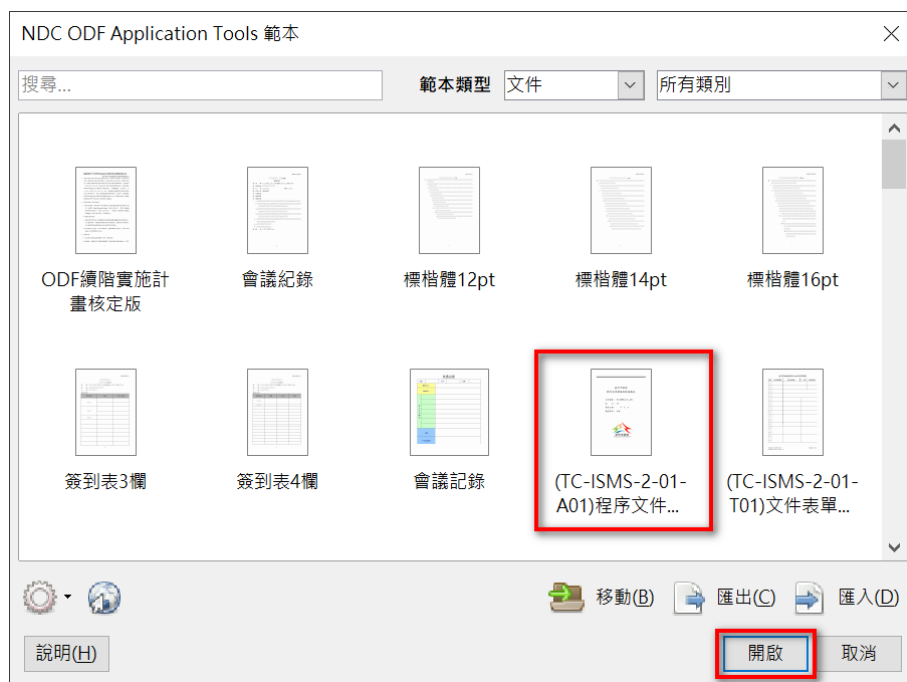 NDC ODF Application Tools 範本
搜尋...
範本類型 文件 所有類別
ODF續階實施計
畫核定版
會議紀錄
標楷體12pt
標楷體14pt
標楷體16pt
簽到表3欄
簽到表4欄
會議記錄
(TC-ISMS-2-01-
A01)程序文件...
(TC-ISMS-2-01-
T01)文件表單...
移動(B) 匯出(C) 匯入(D)
說明(H) 開啟 取消